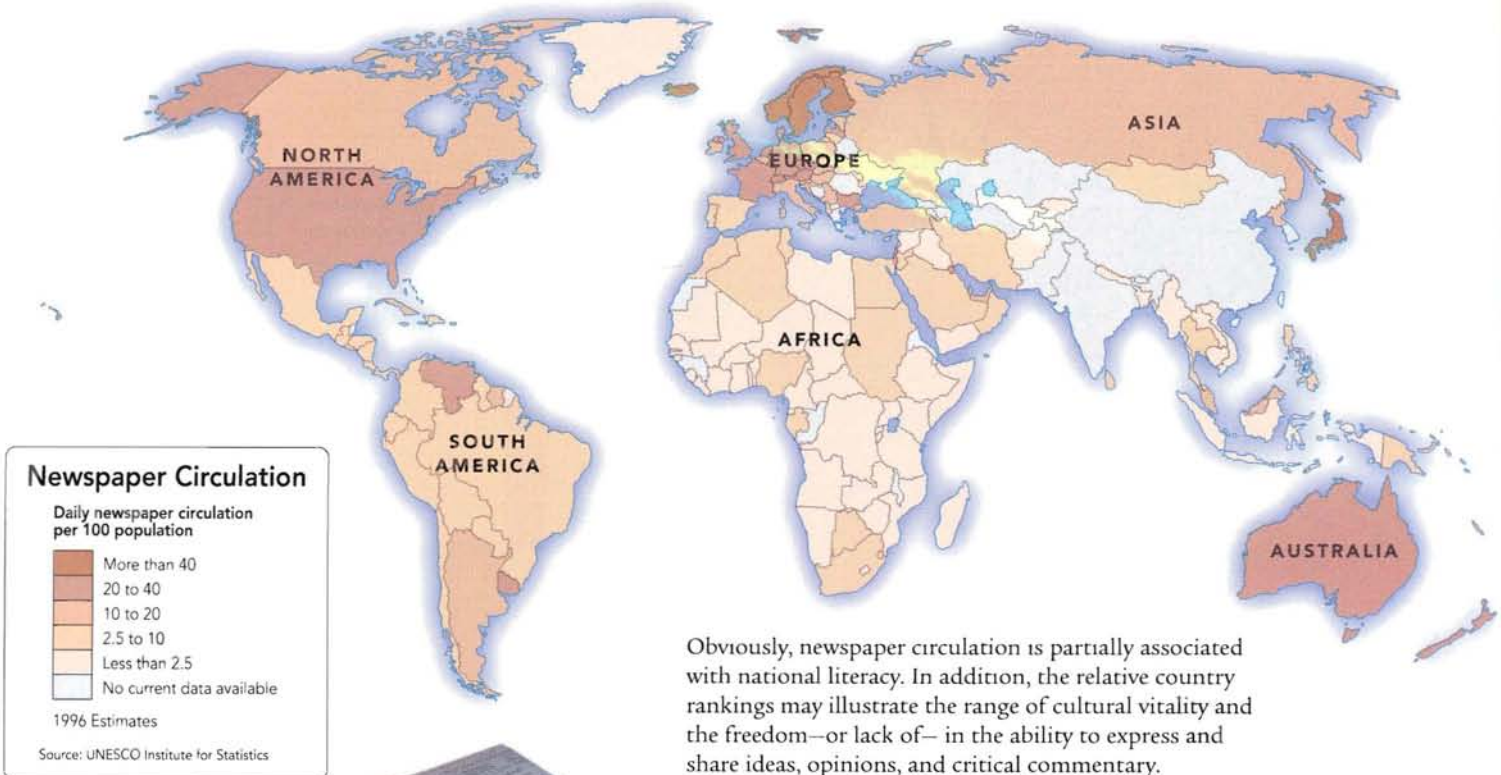 NORTH
AMERICA
EUROPE
ASIA
AFRICA
SOUTH
AMERICA
AUSTRALIA
Newspaper Circulation
Daily newspaper circulation
per 100 population
More than 40
20 to 40
10 to 20
2.5 to 10
Less than 2.5
No current data available
1996 Estimates
Source: UNESCO Institute for Statistics
Obviously, newspaper circulation is partially associated
with national literacy. In addition, the relative country
rankings may illustrate the range of cultural vitality and
the freedom—or lack of— in the ability to express and
share ideas, opinions, and critical commentary.